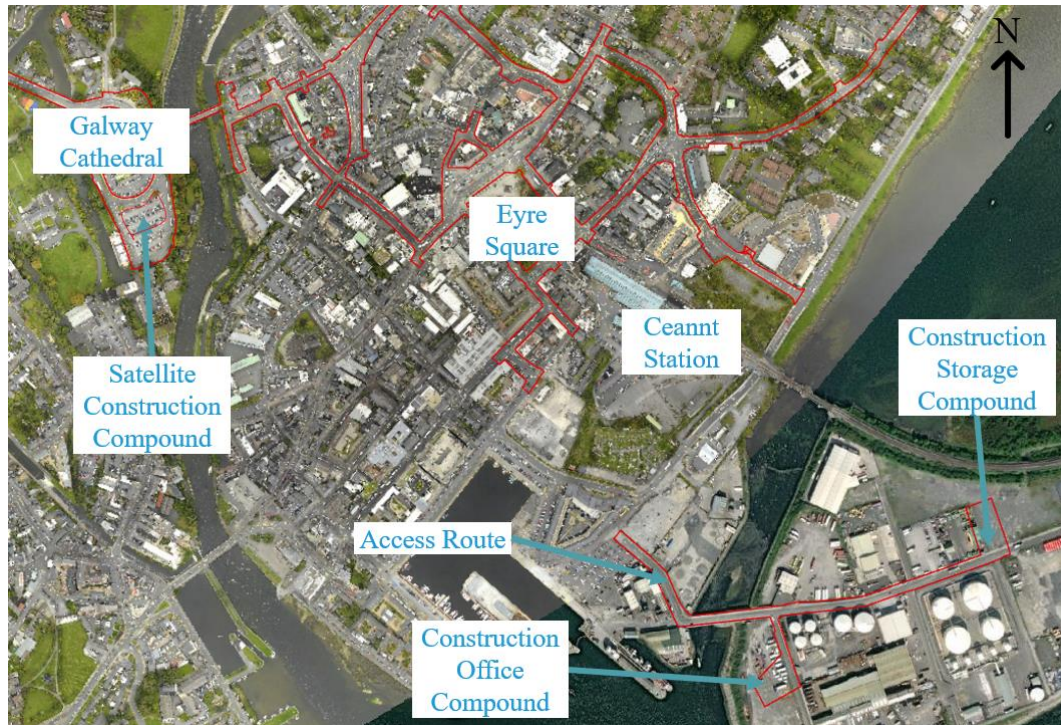 N
Galway
Cathedral
Eyre
Square
Ceannt
Station
Construction
Storage
Compound
Satellite
Construction
Compound
Access Route
Construction
Office
Compound